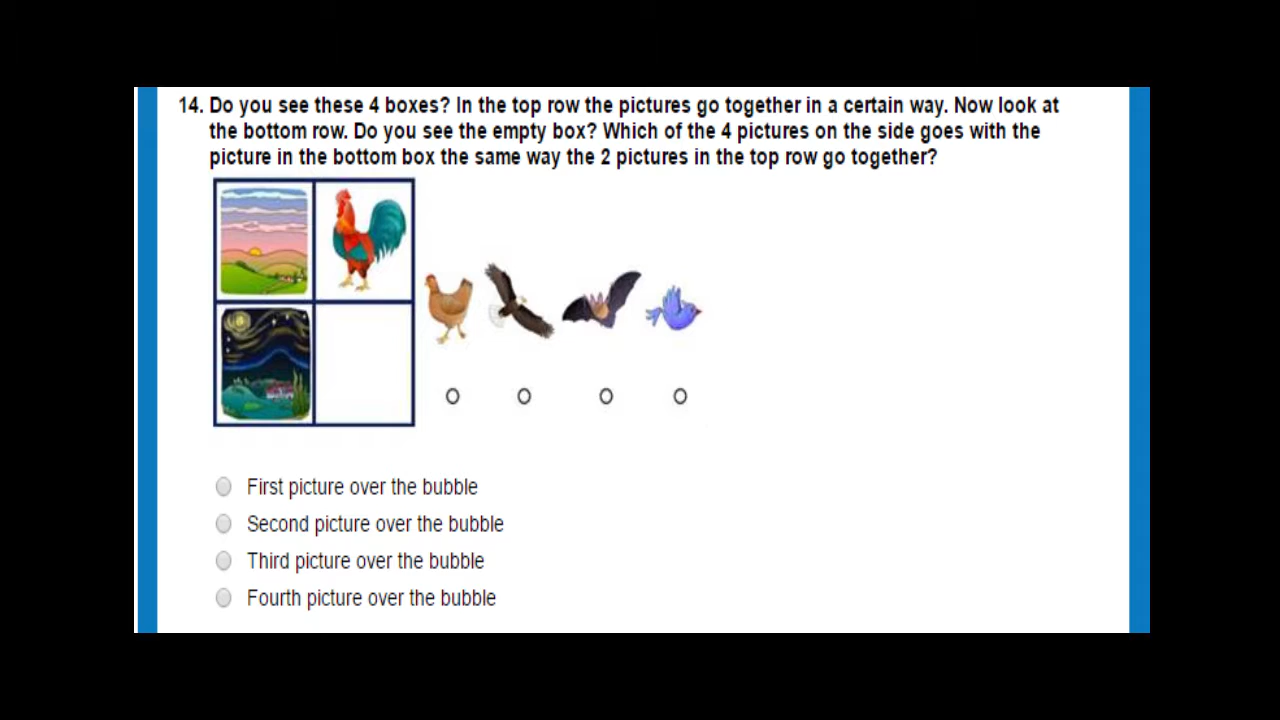 14. Do you see these 4 boxes? In the top row the pictures go together in a certain way. Now look at
the bottom row. Do you see the empty box? Which of the 4 pictures on the side goes with the
picture in the bottom box the same way the 2 pictures in the top row go together?
First picture over the bubble
Second picture over the bubble
Third picture over the bubble
Fourth picture over the bubble